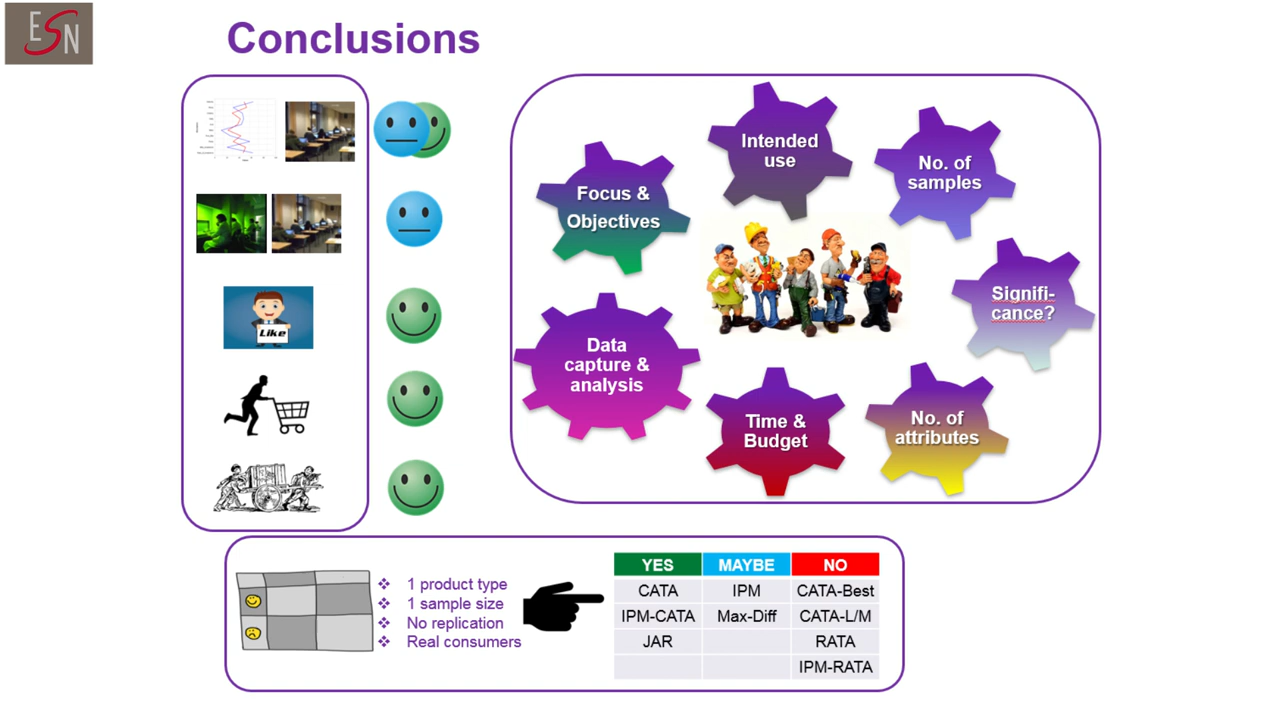 ESN
Conclusions
Like
Focus &
Objectives
Intended
use
No. of
samples
Signifi-
cance?
Data
capture &
analysis
Time &
Budget
No. of
attributes
❖ 1 product type
❖ 1 sample size
❖ No replication
❖ Real consumers
YES MAYBE NO
CATA IPM CATA-Best
IPM-CATA Max-Diff CATA-L/M
JAR RATA
IPM-RATA